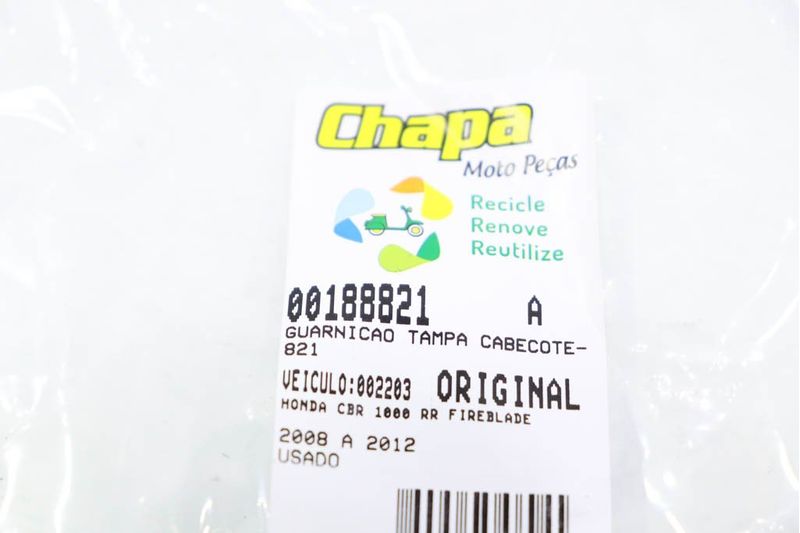 Chapa
Moto Peças
Recicle
Renove
Reutilize
00188821 A
GUARNICAO TAMPA CABECOTE-
821
VEICULO:002203 ORIGINAL
HONDA CBR 1000 RR FIREBLADE
2008 A 2012
USADO